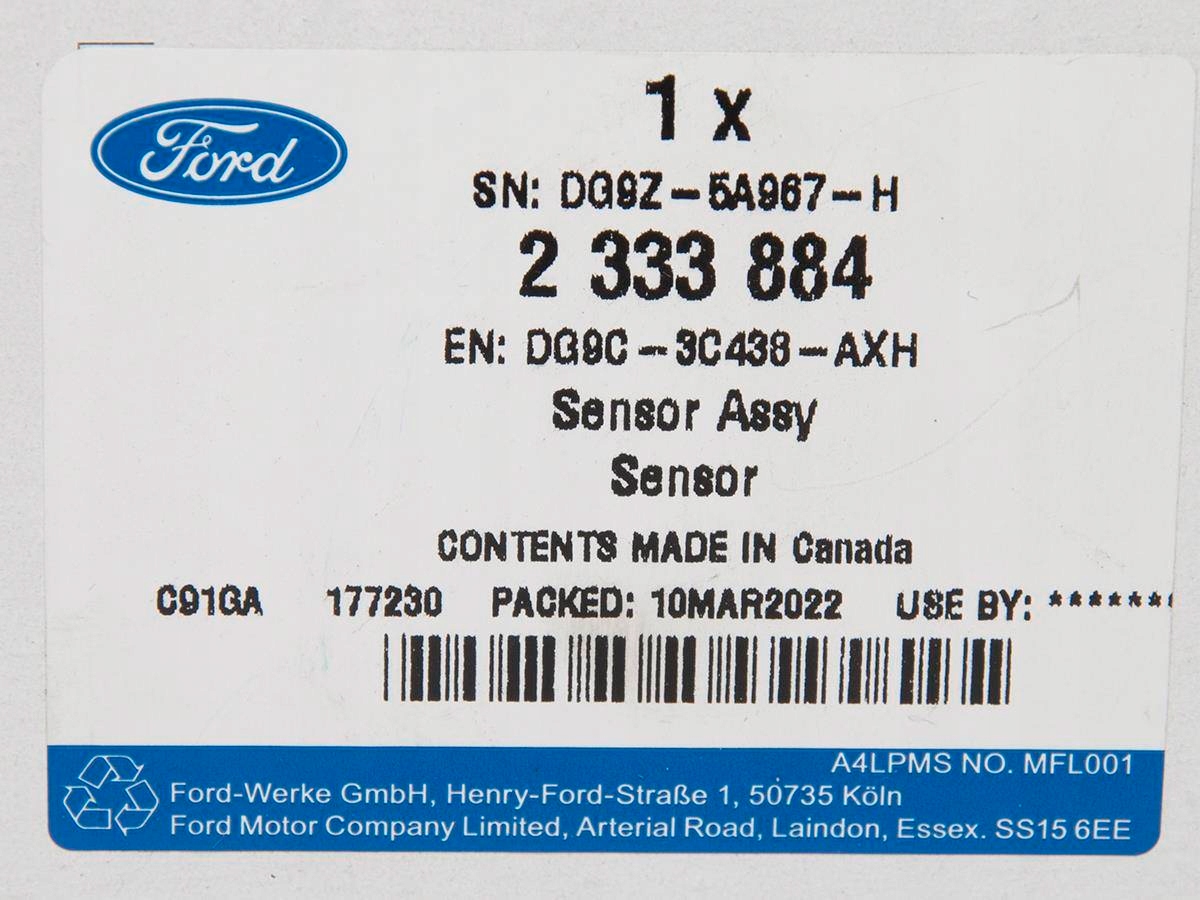 Ford
1 x
SN: DG9Z-5A967-H
2 333 884
EN: DG9C-3C438-AXH
Sensor Assy
Sensor
CONTENTS MADE IN Canada
C91GA 177230 PACKED: 10MAR2022 USE BY: *******
A4LPMS NO. MFL001
Ford-Werke GmbH, Henry-Ford-Straße 1, 50735 Köln
Ford Motor Company Limited, Arterial Road, Laindon, Essex. SS15 6EE